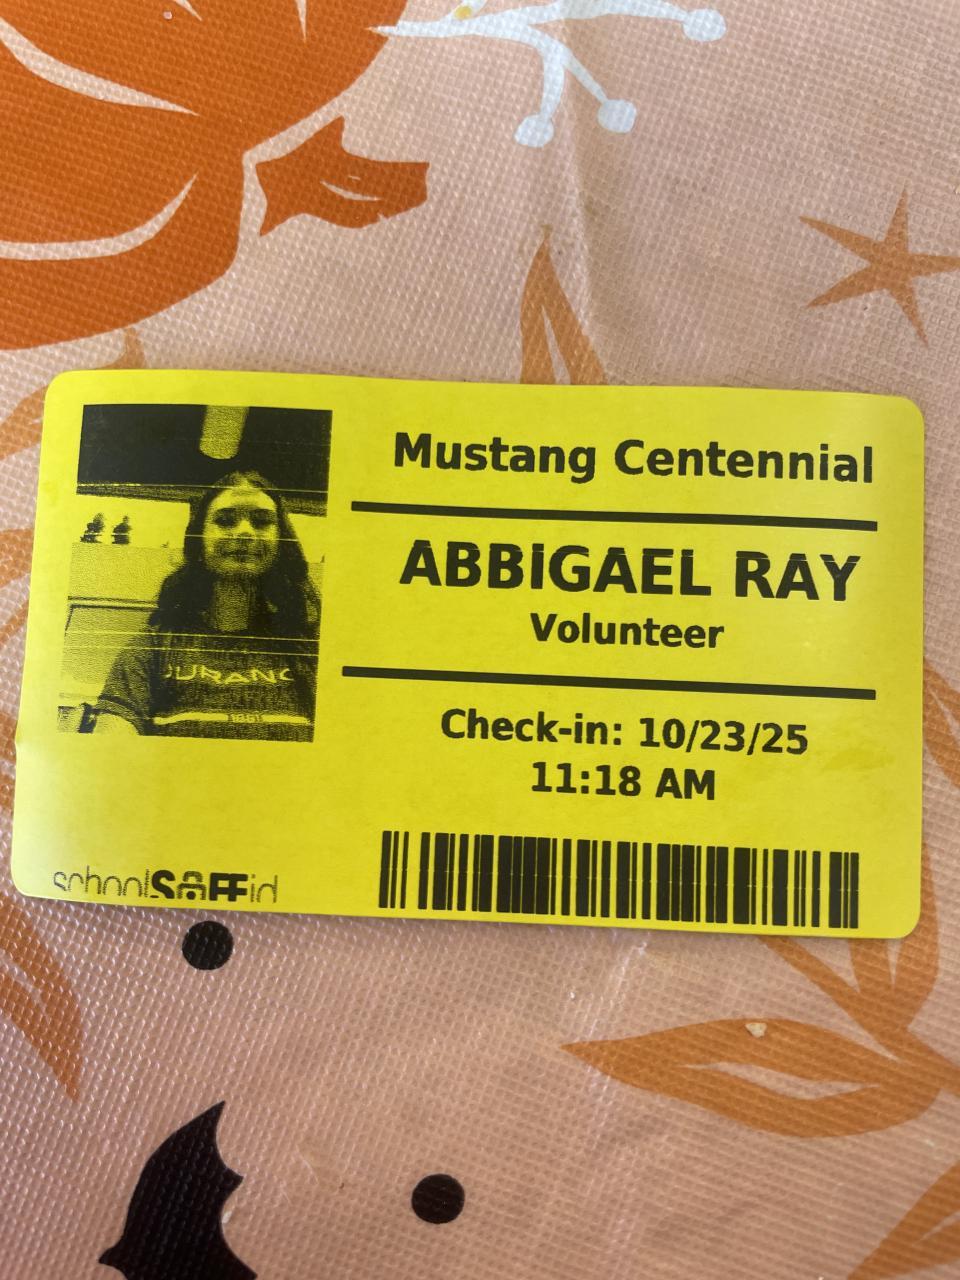 Mustang Centennial
ABBIGAEL RAY
Volunteer
Check-in: 10/23/25
11:18 AM
schoolSAFEid